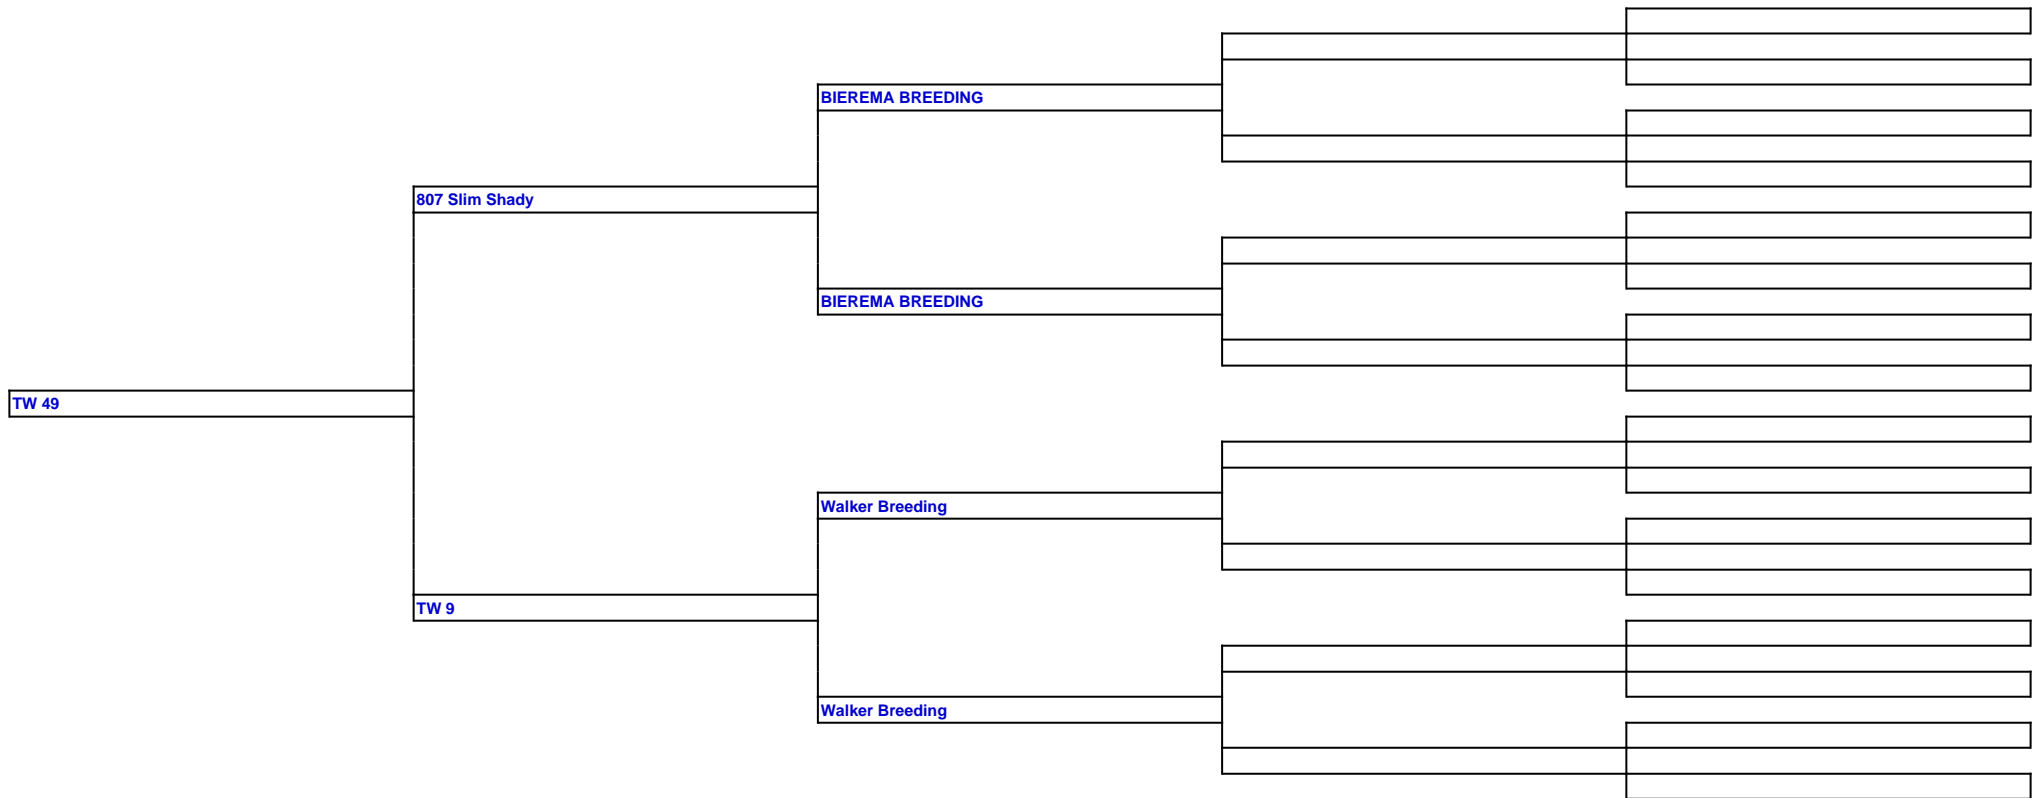 BIEREMA BREEDING
807 Slim Shady
BIEREMA BREEDING
TW 49
Walker Breeding
TW 9
Walker Breeding